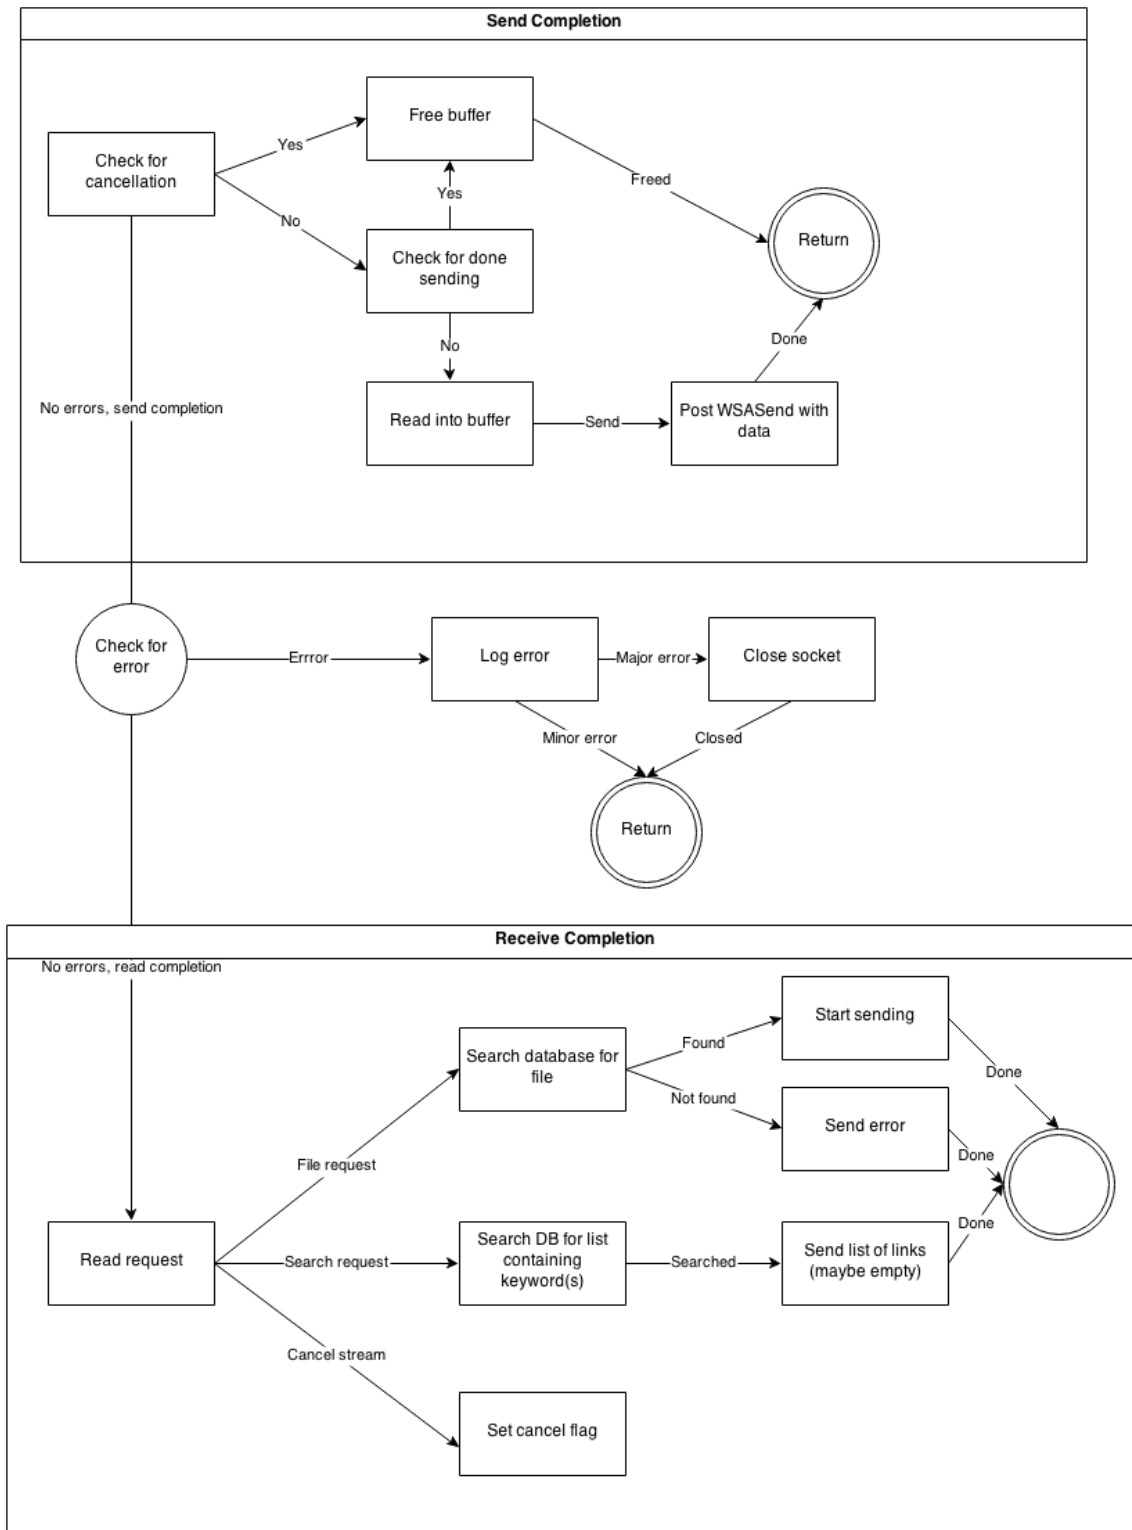 Send Completion
Free buffer
Check for
cancellation
Yes
Freed
Yes
No
Return
Check for done
sending
Done
No
No errors, send completion
Read into buffer
Send
Post WSASend with
data
Check for
error
Errror
Log error
Major error
Close socket
Minor error
Closed
Return
Receive Completion
No errors, read completion
Start sending
Found
Search database for
file
Done
Not found
Send error
Done
File request
Done
Read request
Search request
Search DB for list
containing
keyword(s)
Searched
Send list of links
(maybe empty)
Cancel stream
Set cancel flag